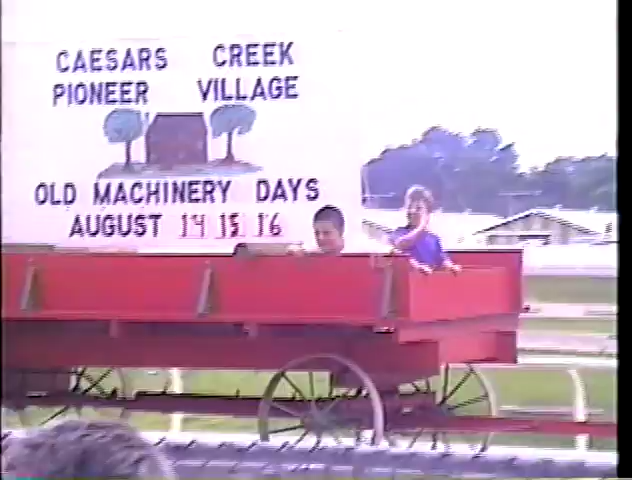 CAESARS CREEK
PIONEER VILLAGE
OLD MACHINERY DAYS
AUGUST 14 15 16